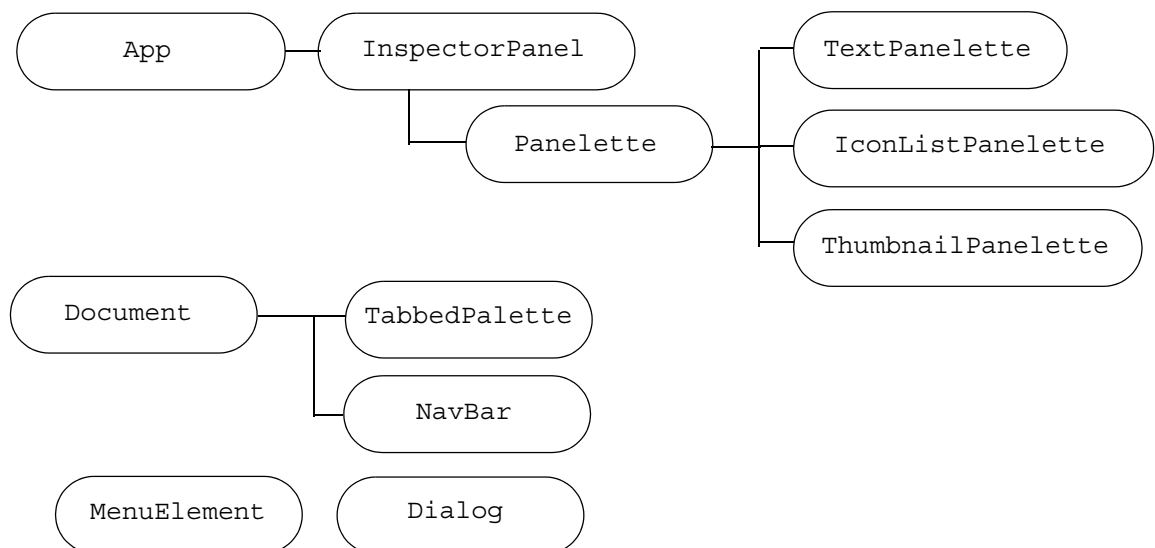 App
InspectorPanel
TextPanelette
Panelette
IconListPanelette
ThumbnailPanelette
Document
TabbedPalette
NavBar
MenuElement
Dialog